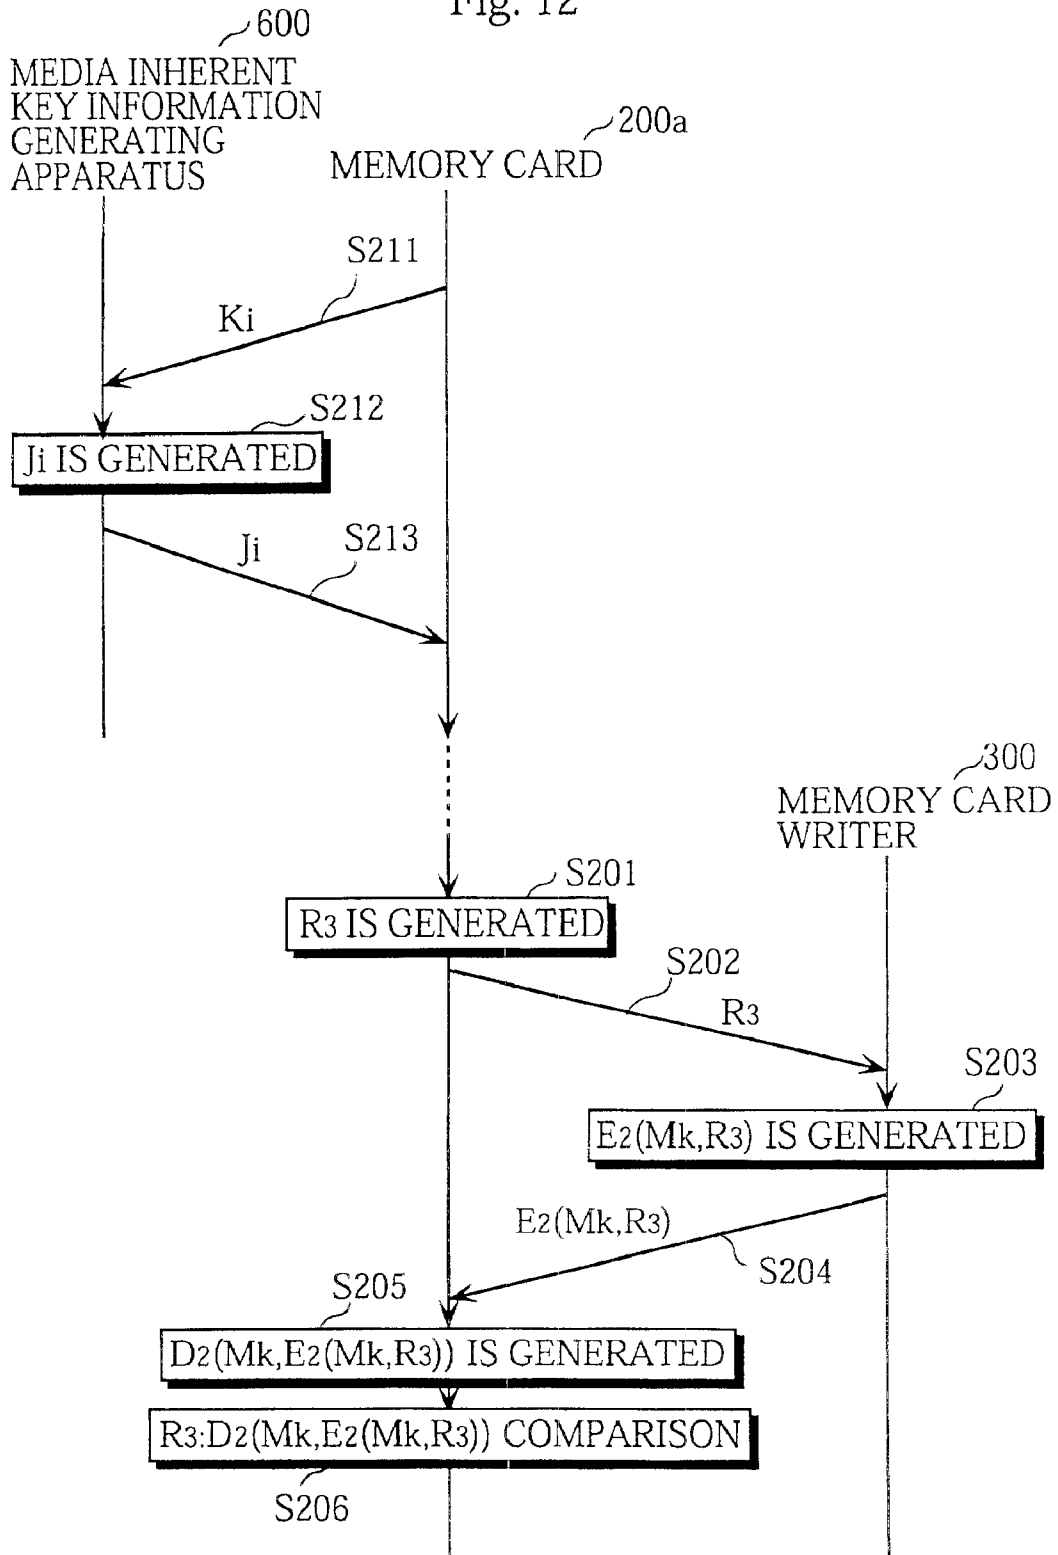 Fig. 12
600
MEDIA INHERENT
KEY INFORMATION
GENERATING
APPARATUS
200a
MEMORY CARD
S211
Ki
S212
Ji IS GENERATED
Ji
S213
300
MEMORY CARD
WRITER
S201
R3 IS GENERATED
S202
R3
S203
E2(Mk,R3) IS GENERATED
E2(Mk,R3)
S204
S205
D2(Mk,E2(Mk,R3)) IS GENERATED
R3:D2(Mk,E2(Mk,R3)) COMPARISON
S206